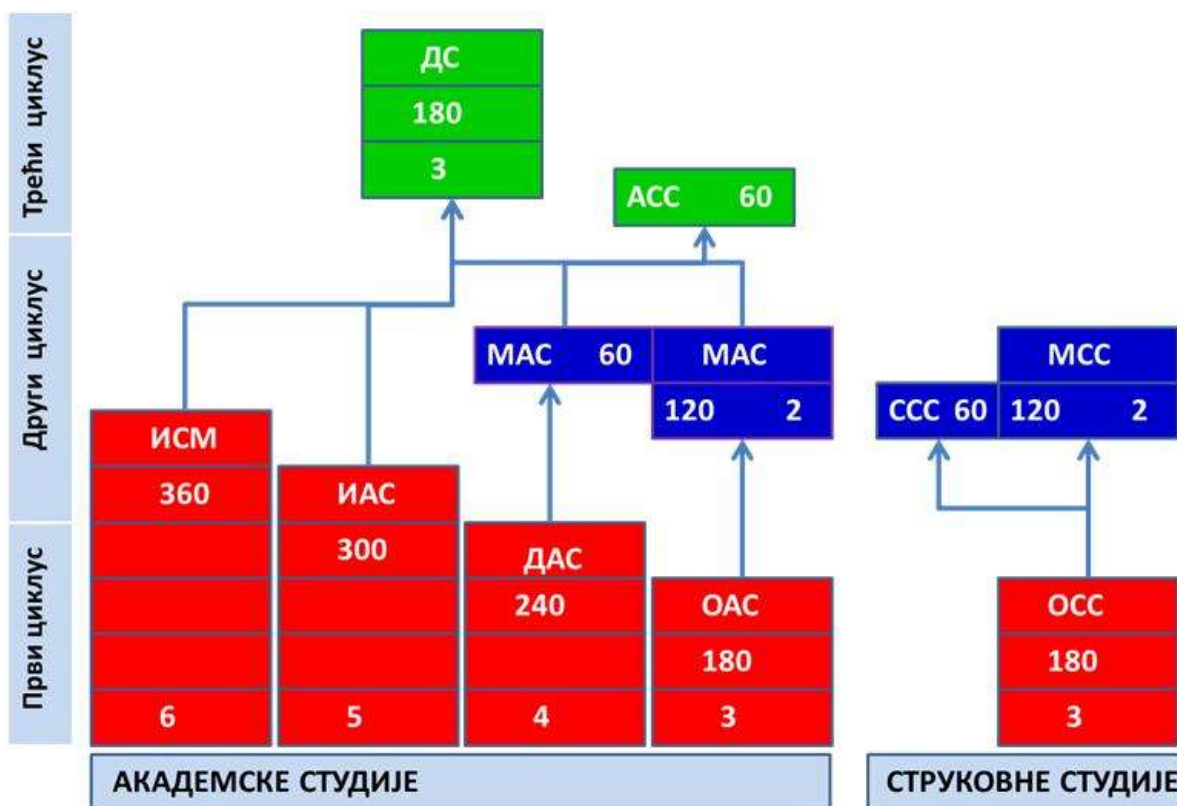 Трећи циклус
ДС
180
3
АСС 60
Други циклус
МАС 60
МАС
120 2
МСС
ССС 60
120 2
Први циклус
ИСМ
360
6
ИАС
300
5
ДАС
240
4
ОАС
180
3
ОСС
180
3
АКАДЕМСКЕ СТУДИЈЕ
СТРУКОВНЕ СТУДИЈЕ